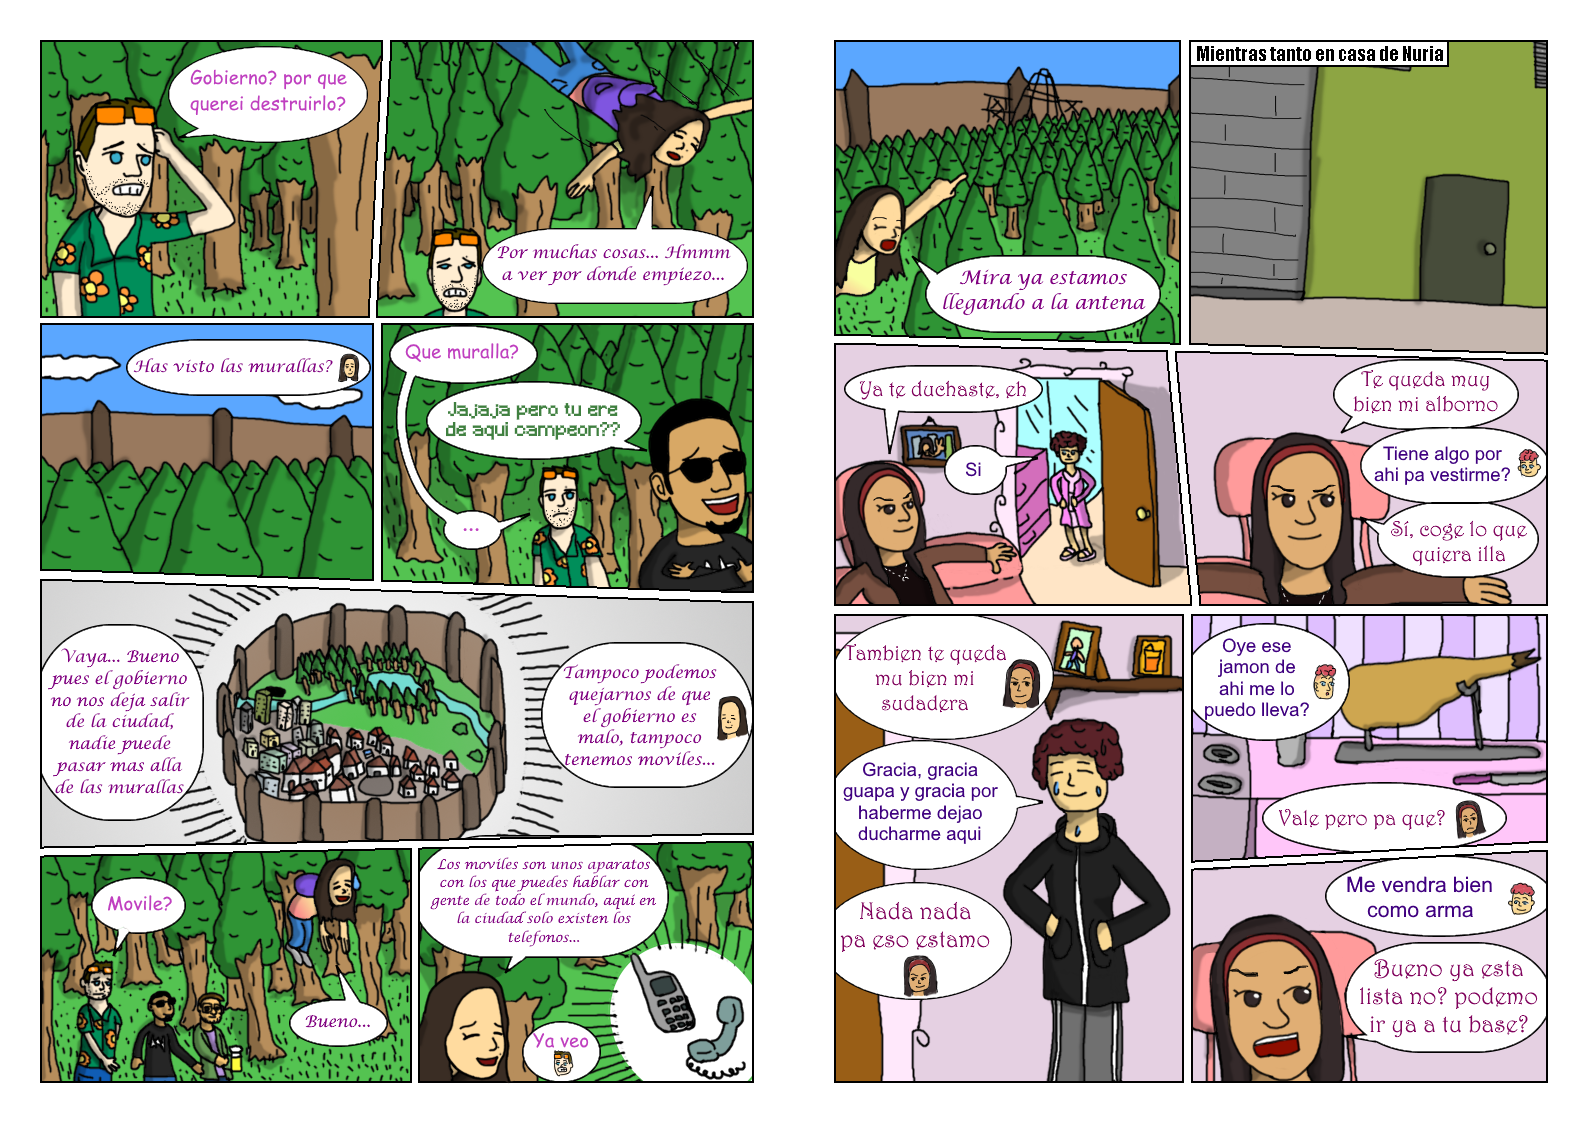 Gobierno? por que
querei destruirlo?
Por muchas cosas... Hmmm
a ver por donde empiezo...
Has visto las murallas?
Que muralla?
Ja,ja,ja pero tu ere
de aqui campeon??
...
Vaya... Bueno
pues el gobierno
no nos deja salir
de la ciudad,
nadie puede
pasar mas alla
de las murallas
Tampoco podemos
quejarnos de que
el gobierno es
malo, tampoco
tenemos moviles...
Movile?
Bueno...
Los moviles son unos aparatos
con los que puedes hablar con
gente de todo el mundo, aqui en
la ciudad solo existen los
telefonos...
Ya veo
Mira ya estamos
llegando a la antena
Mientras tanto en casa de Nuria
Ya te duchaste, eh
Si
Te queda muy
bien mi alborno
Tiene algo por
ahi pa vestirme?
Sí, coge lo que
quiera illa
Tambien te queda
mu bien mi
sudadera
Gracia, gracia
guapa y gracia por
haberme dejao
ducharme aqui
Nada nada
pa eso estamo
Oye ese
jamon de
ahi me lo
puedo lleva?
Vale pero pa que?
Me vendra bien
como arma
Bueno ya esta
lista no? podemo
ir ya a tu base?